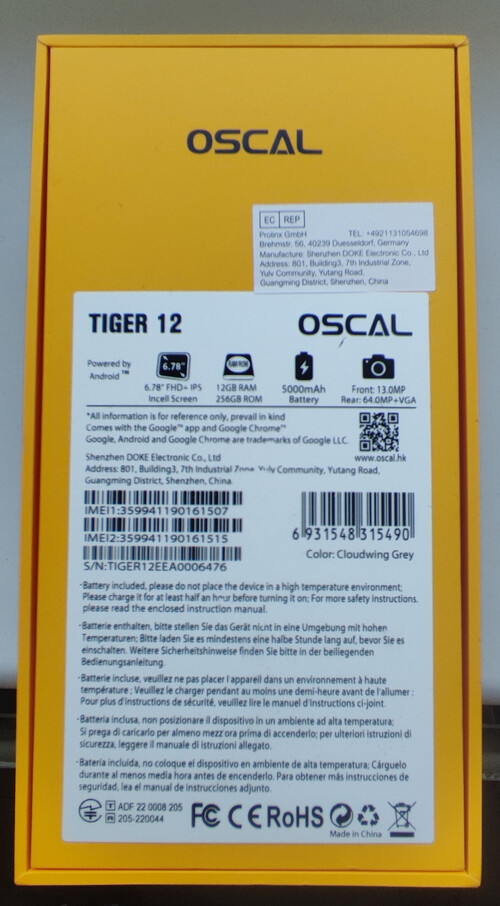 OSCAL
EC REP
Prolinx GmbH TEL: +4921131054698
Brehmstr. 56, 40239 Duesseldorf, Germany
Manufacture: Shenzhen DOKE Electronic Co., Ltd
Address: 801, Building3, 7th Industrial Zone,
Yulv Community, Yutang Road,
Guangming District, Shenzhen, China
TIGER 12 OSCAL
Powered by
Android™
6.78"
6.78" FHD+ IPS
Incell Screen
RAM/ROM
12GB RAM
256GB ROM
5000mAh
Battery
Front: 13.0MP
Rear: 64.0MP+VGA
*All information is for reference only, prevail in kind
Comes with the Google™ app and Google Chrome™
Google, Android and Google Chrome are trademarks of Google LLC.
www.oscal.hk
Shenzhen DOKE Electronic Co., Ltd
Address: 801, Building3, 7th Industrial Zone, Yulv Community, Yutang Road,
Guangming District, Shenzhen, China.
IMEI1:359941190161507
IMEI2:359941190161515
S/N:TIGER12EEA0006476
6 931548 315490
Color: Cloudwing Grey
·Battery included, please do not place the device in a high temperature environment;
Please charge it for at least half an hour before turning it on; For more safety instructions,
please read the enclosed instruction manual.
·Batterie enthalten, bitte stellen Sie das Gerät nicht in eine Umgebung mit hohen
Temperaturen; Bitte laden Sie es mindestens eine halbe Stunde lang auf, bevor Sie es
einschalten. Weitere Sicherheitshinweise finden Sie in der beiliegenden
Bedienungsanleitung.
·Batterie incluse, veuillez ne pas placer l'appareil dans un environnement à haute
température ; Veuillez le charger pendant au moins une demi-heure avant de l'allumer :
Pour plus d'instructions de sécurité, veuillez lire le manuel d'instructions ci-joint.
·Batteria inclusa, non posizionare il dispositivo in un ambiente ad alta temperatura;
Si prega di caricarlo per almeno mezz'ora prima di accenderlo; per ulteriori istruzioni di
sicurezza, leggere il manuale di istruzioni allegato.
·Batería incluida, no coloque el dispositivo en ambiente de alta temperatura; Cárguelo
durante al menos media hora antes de encenderlo. Para obtener más instrucciones de
seguridad, lea el manual de instrucciones adjunto.
T ADF 22 0008 205
R 205-220044
FC CE RoHS
Made in China